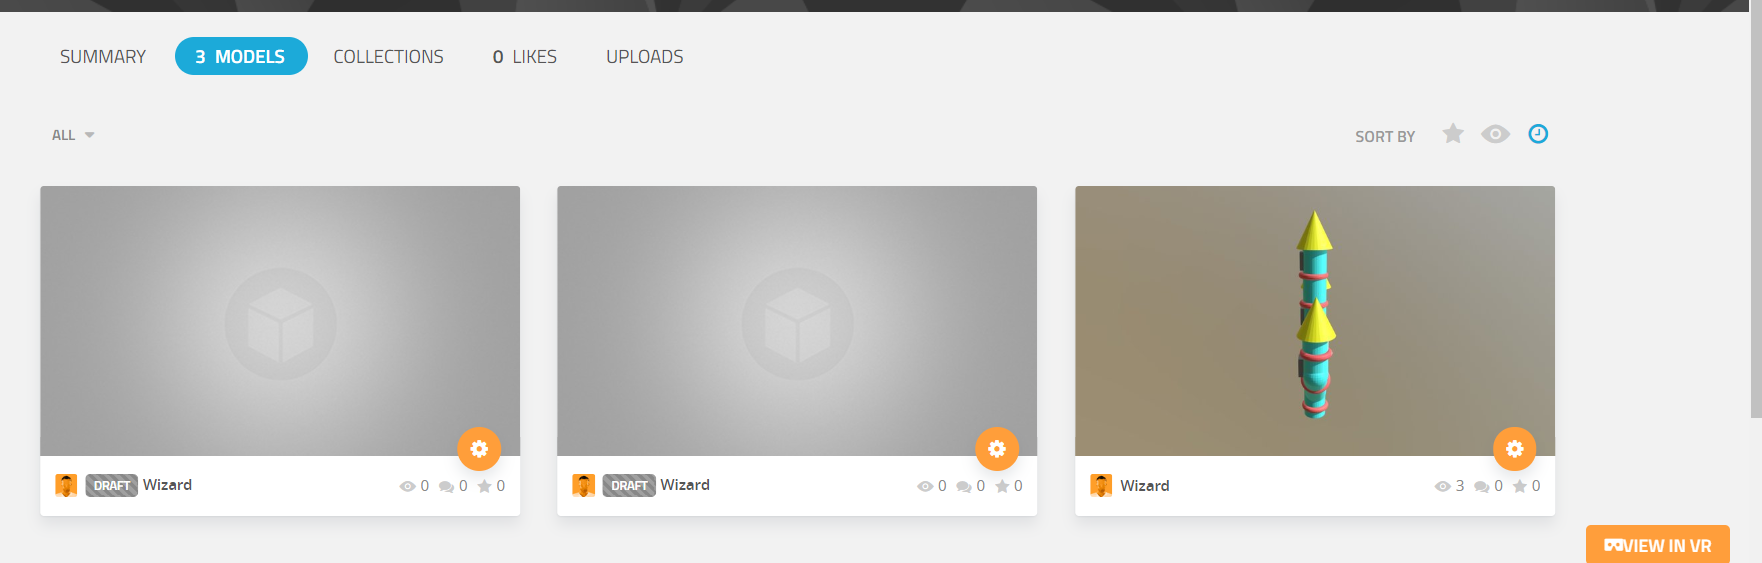 SUMMARY 3 MODELS COLLECTIONS 0 LIKES UPLOADS
ALL SORT BY
DRAFT Wizard 0 0 0
DRAFT Wizard 0 0 0
Wizard 3 0 0
VIEW IN VR